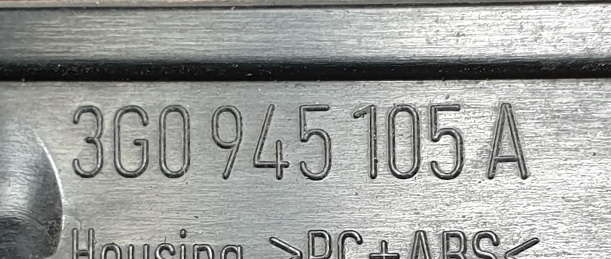 3G0 945 105 A
Housing >PC+ABS<